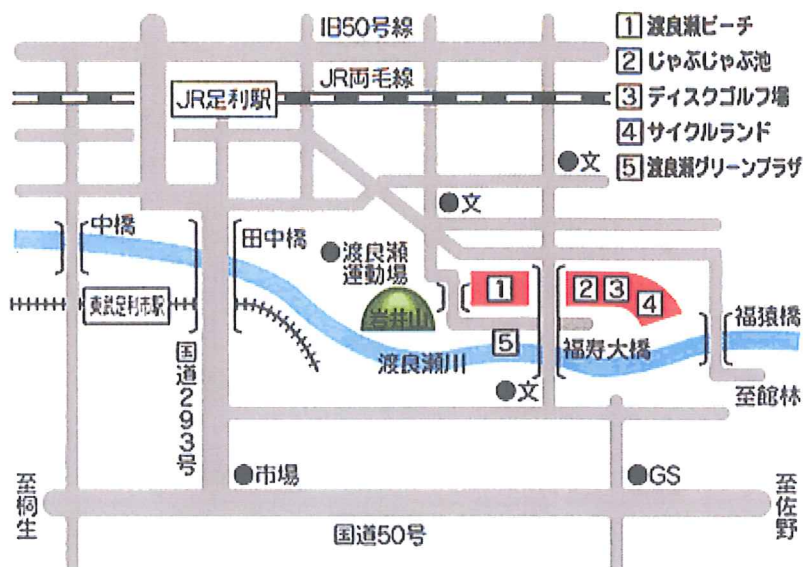 旧50号線
JR両毛線
JR足利駅
1 渡良瀬ビーチ
2 じゃぶじゃぶ池
3 ディスクゴルフ場
4 サイクルランド
5 渡良瀬グリーンプラザ
文
文
中橋
田中橋
渡良瀬
運動場
1
2
3
4
岩井山
東武足利市駅
5
福猿橋
渡良瀬川
福寿大橋
国道293号
文
至館林
市場
GS
至桐生
至佐野
国道50号